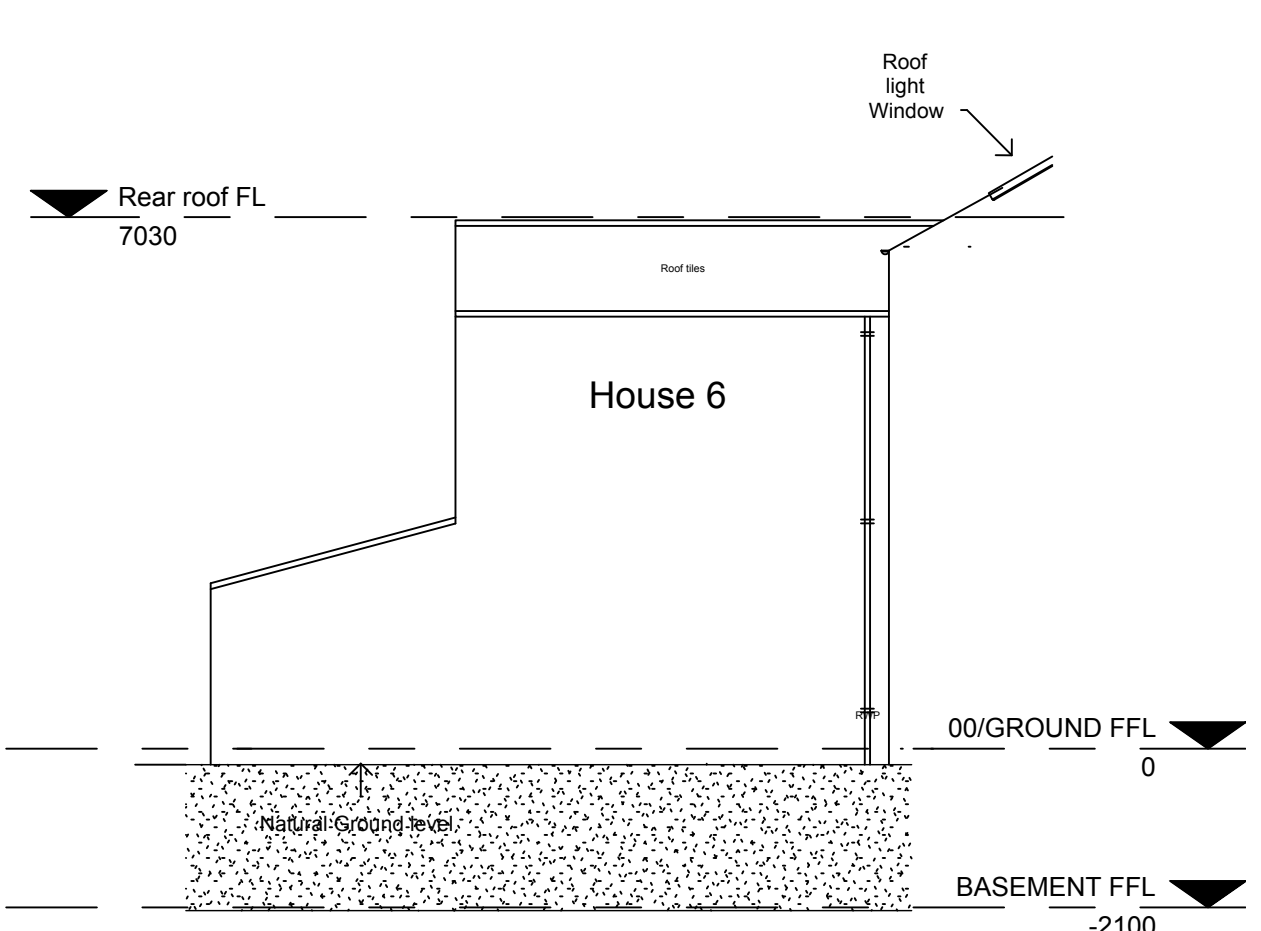 Roof
light
Window
Rear roof FL
7030
Roof tiles
House 6
RWP
00/GROUND FFL
0
Natural Ground level
BASEMENT FFL
-2100